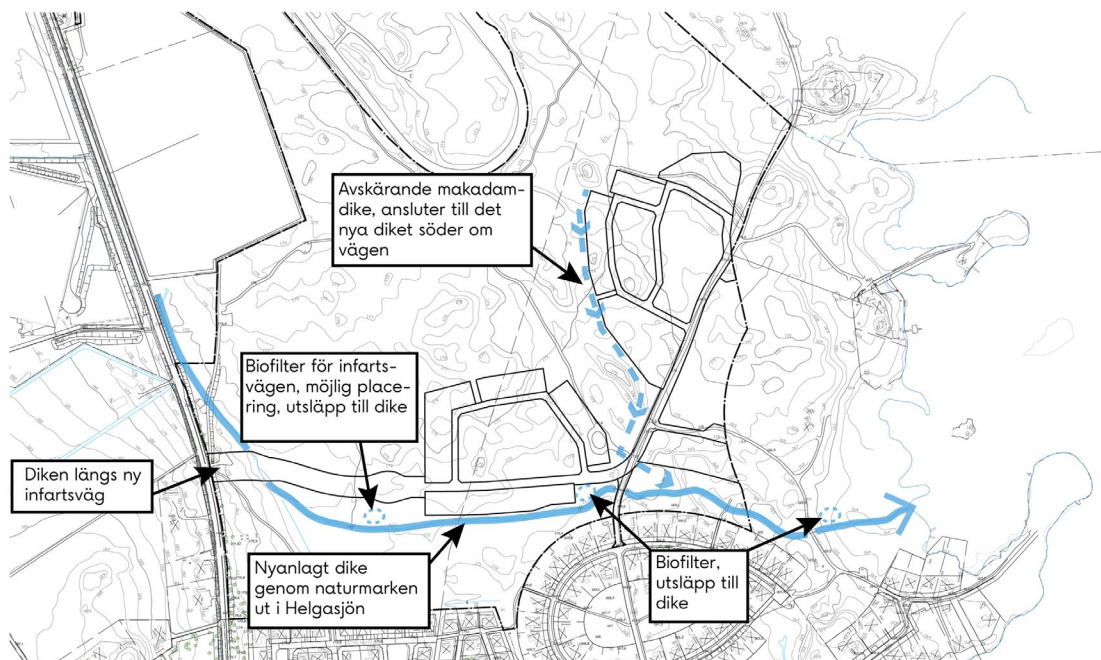 Avskärande makadam-
dike, ansluter till det
nya diket söder om
vägen
Biofilter för infarts-
vägen, möjlig place-
ring, utsläpp till dike
Diken längs ny
infartsväg
Nyanlagt dike
genom naturmarken
ut i Helgasjön
Biofilter,
utsläpp till
dike